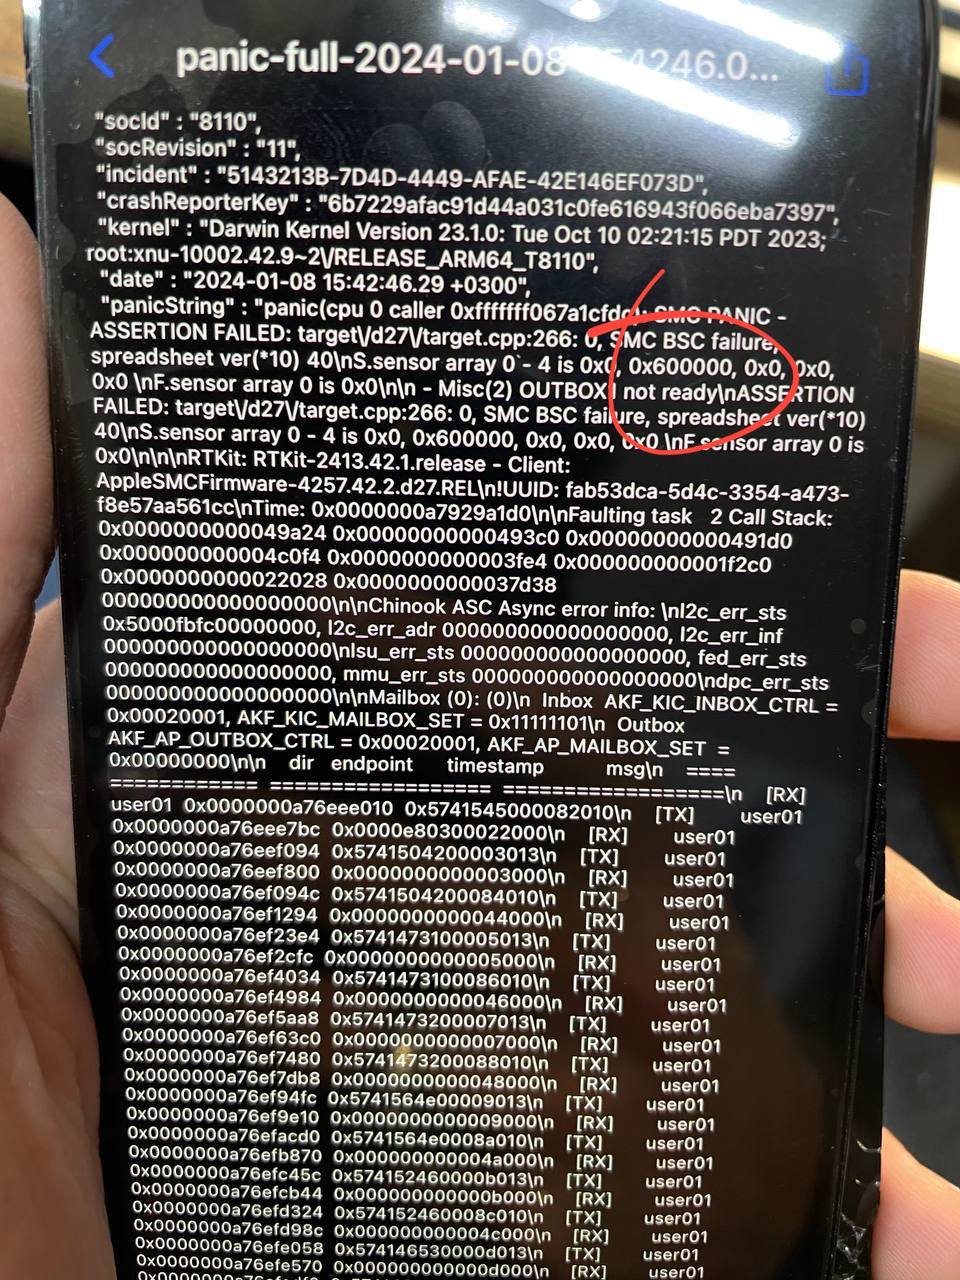 panic-full-2024-01-08 4246.0...
"socId" : "8110",
"socRevision" : "11",
"incident" : "5143213B-7D4D-4449-AFAE-42E146EF073D",
"crashReporterKey" : "6b7229afac91d44a031c0fe616943f066eba7397",
"kernel" : "Darwin Kernel Version 23.1.0: Tue Oct 10 02:21:15 PDT 2023;
root:xnu-10002.42.9~2\/RELEASE_ARM64_T8110",
"date" : "2024-01-08 15:42:46.29 +0300",
"panicString" : "panic(cpu 0 caller 0xfffffff067a1cfdc): SMC PANIC -
ASSERTION FAILED: target\/d27\/target.cpp:266: 0, SMC BSC failure,
spreadsheet ver(*10) 40\nS.sensor array 0 - 4 is 0x0, 0x600000, 0x0, 0x0,
0x0 \nF.sensor array 0 is 0x0\n\n - Misc(2) OUTBOX1 not ready\nASSERTION
FAILED: target\/d27\/target.cpp:266: 0, SMC BSC failure, spreadsheet ver(*10)
40\nS.sensor array 0 - 4 is 0x0, 0x600000, 0x0, 0x0, 0x0 \nF.sensor array 0 is
0x0\n\n\nRTKit: RTKit-2413.42.1.release - Client:
AppleSMCFirmware-4257.42.2.d27.REL\n!UUID: fab53dca-5d4c-3354-a473-
f8e57aa561cc\nTime: 0x0000000a7929a1d0\n\nFaulting task 2 Call Stack:
0x0000000000049a24 0x00000000000493c0 0x00000000000491d0
0x000000000004c0f4 0x0000000000003fe4 0x000000000001f2c0
0x0000000000022028 0x0000000000037d38
0000000000000000\n\nChinook ASC Async error info: \nl2c_err_sts
0x5000fbfc00000000, l2c_err_adr 0000000000000000, l2c_err_inf
0000000000000000\nlsu_err_sts 0000000000000000, fed_err_sts
0000000000000000, mmu_err_sts 0000000000000000\ndpc_err_sts
0000000000000000\n\nMailbox (0): (0)\n Inbox AKF_KIC_INBOX_CTRL =
0x00020001, AKF_KIC_MAILBOX_SET = 0x11111101\n Outbox
AKF_AP_OUTBOX_CTRL = 0x00020001, AKF_AP_MAILBOX_SET =
0x00000000\n\n dir endpoint timestamp msg\n ====
============= ================== ==================\n [RX]
user01 0x0000000a76eee010 0x5741545000082010\n [TX] user01
0x0000000a76eee7bc 0x0000e80300022000\n [RX] user01
0x0000000a76eef094 0x5741504200003013\n [TX] user01
0x0000000a76eef800 0x0000000000003000\n [RX] user01
0x0000000a76ef094c 0x5741504200084010\n [TX] user01
0x0000000a76ef1294 0x0000000000044000\n [RX] user01
0x0000000a76ef23e4 0x5741473100005013\n [TX] user01
0x0000000a76ef2cfc 0x0000000000005000\n [RX] user01
0x0000000a76ef4034 0x5741473100086010\n [TX] user01
0x0000000a76ef4984 0x0000000000046000\n [RX] user01
0x0000000a76ef5aa8 0x5741473200007013\n [TX] user01
0x0000000a76ef63c0 0x0000000000007000\n [RX] user01
0x0000000a76ef7480 0x5741473200088010\n [TX] user01
0x0000000a76ef7db8 0x0000000000048000\n [RX] user01
0x0000000a76ef94fc 0x5741564e00009013\n [TX] user01
0x0000000a76ef9e10 0x0000000000009000\n [RX] user01
0x0000000a76efacd0 0x5741564e0008a010\n [TX] user01
0x0000000a76efb870 0x000000000004a000\n [RX] user01
0x0000000a76efc45c 0x574152460000b013\n [TX] user01
0x0000000a76efcb44 0x000000000000b000\n [RX] user01
0x0000000a76efd324 0x574152460008c010\n [TX] user01
0x0000000a76efd98c 0x000000000004c000\n [RX] user01
0x0000000a76efe058 0x574146530000d013\n [TX] user01
0x0000000a76efe570 0x000000000000d000\n [RX] user01